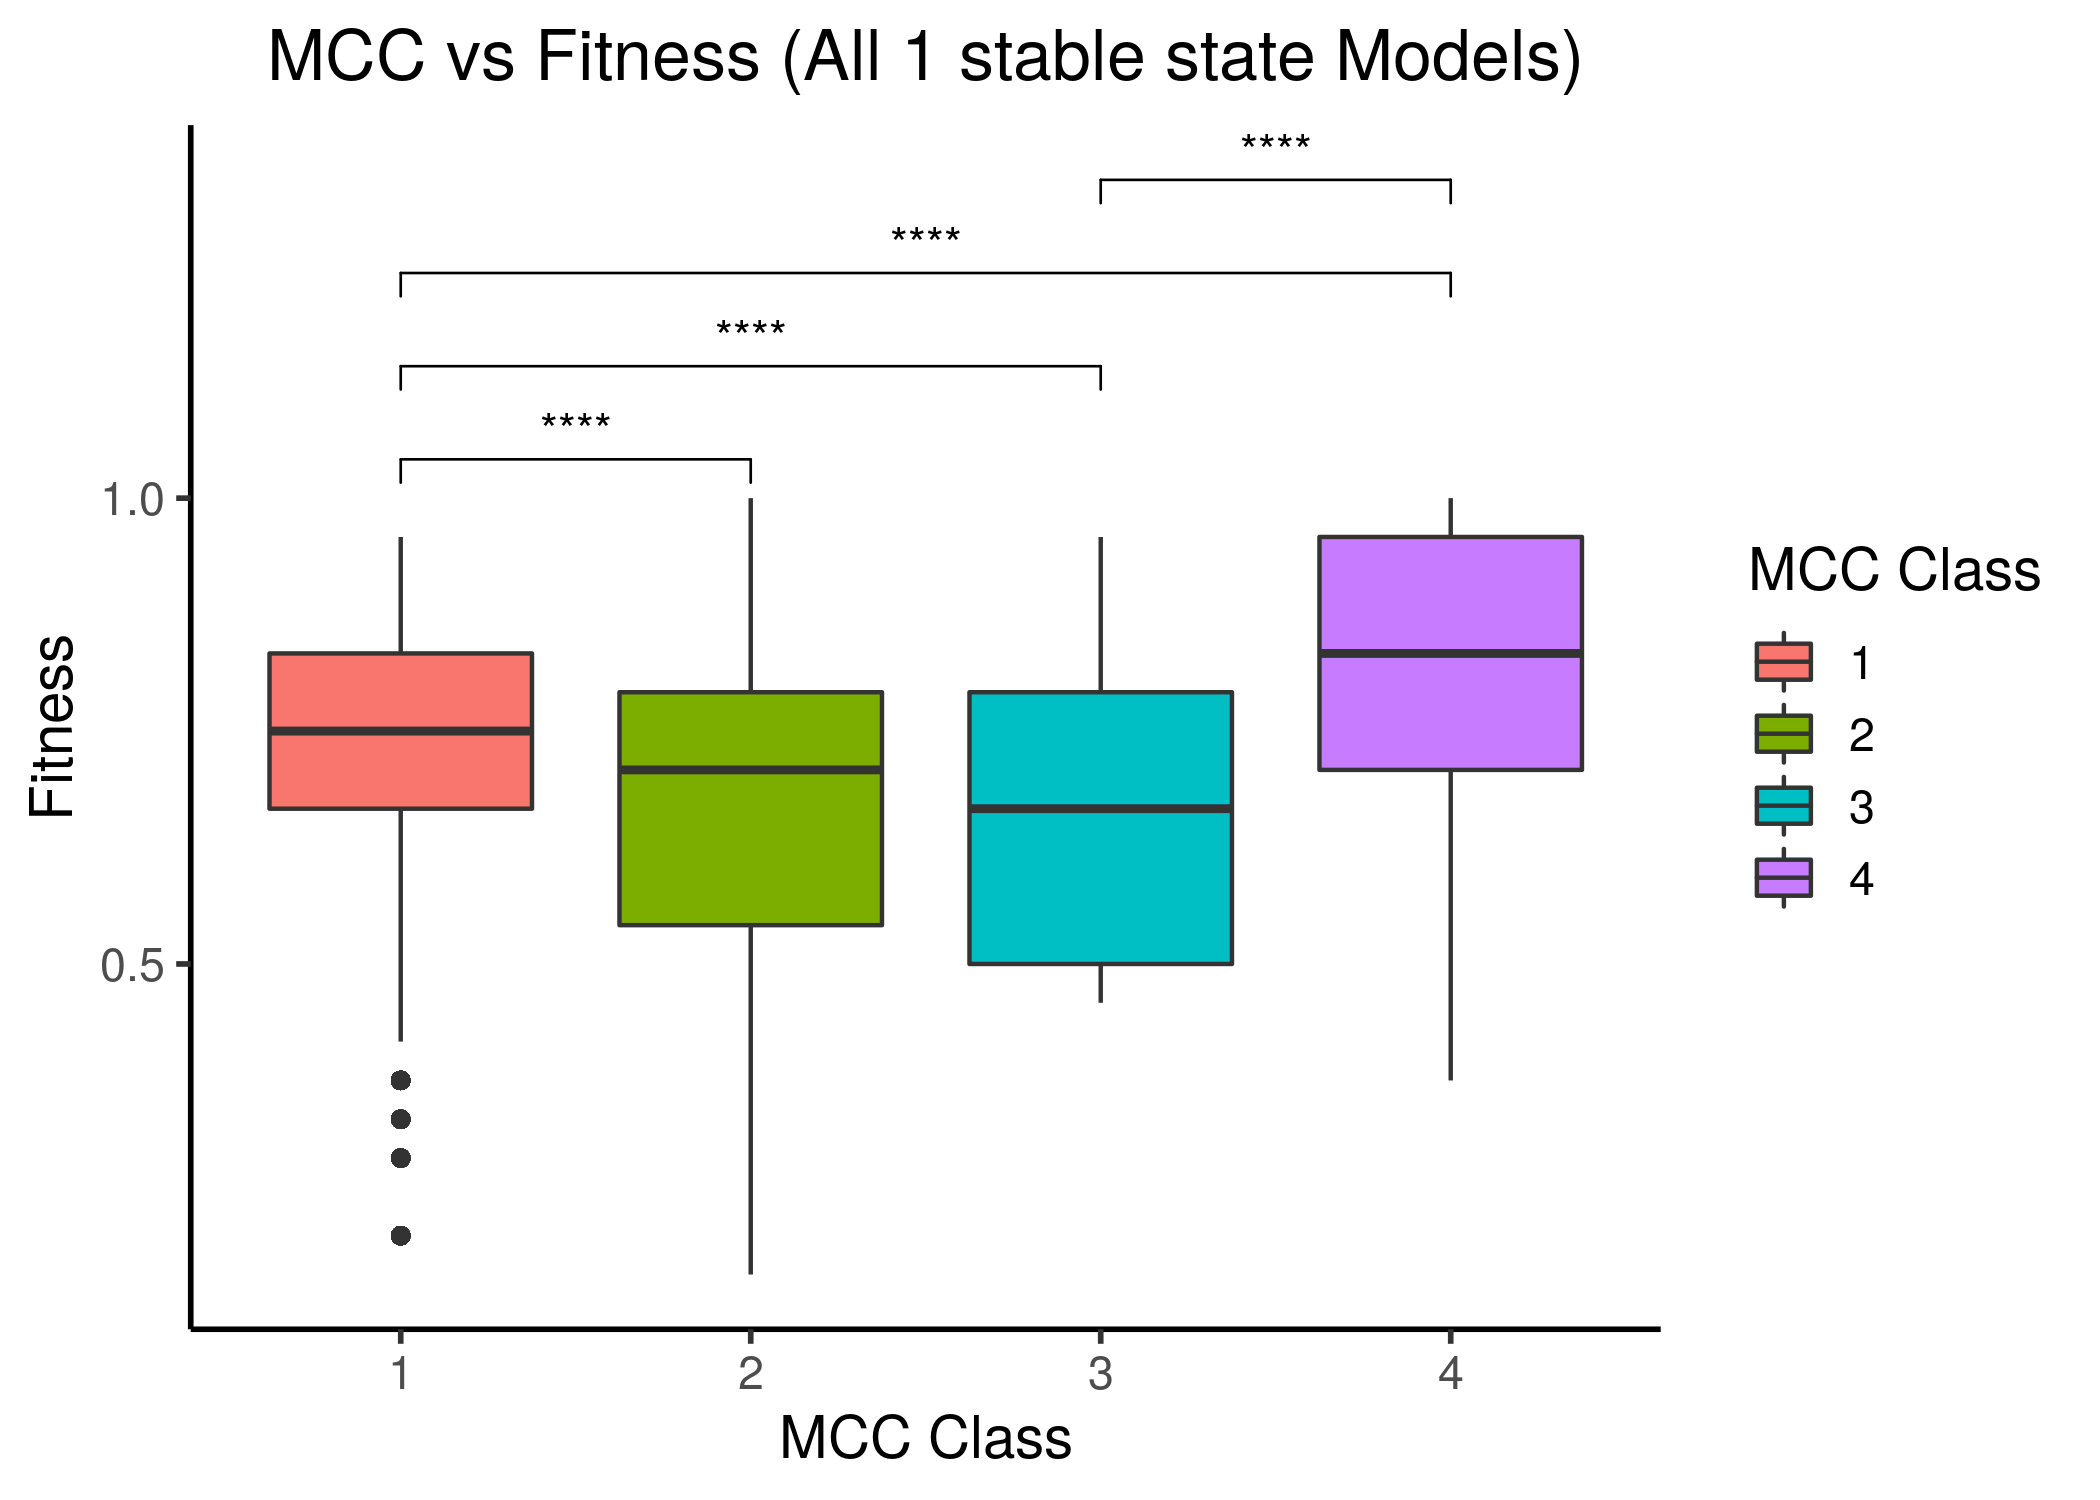 MCC vs Fitness (All 1 stable state Models)
****
****
****
****
1.0
0.5
Fitness
1 2 3 4
MCC Class
MCC Class
1
2
3
4